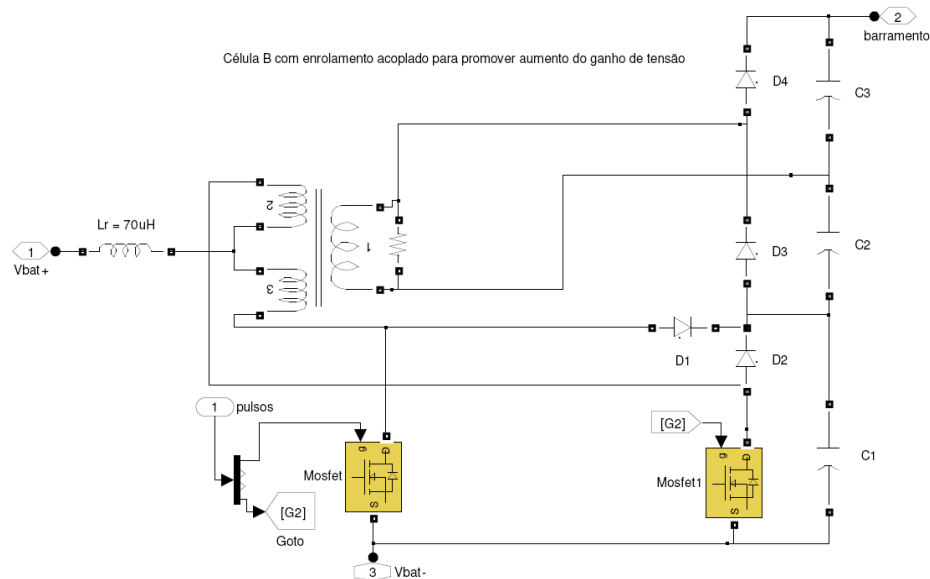 2
barramento
Célula B com enrolamento acoplado para promover aumento do ganho de tensão
D4
C3
2
Lr = 70uH
1
1
Vbat+
3
D3
C2
D1
D2
1
pulsos
[G2]
g
D
Mosfet
S
g
D
Mosfet1
S
C1
[G2]
Goto
3
Vbat-